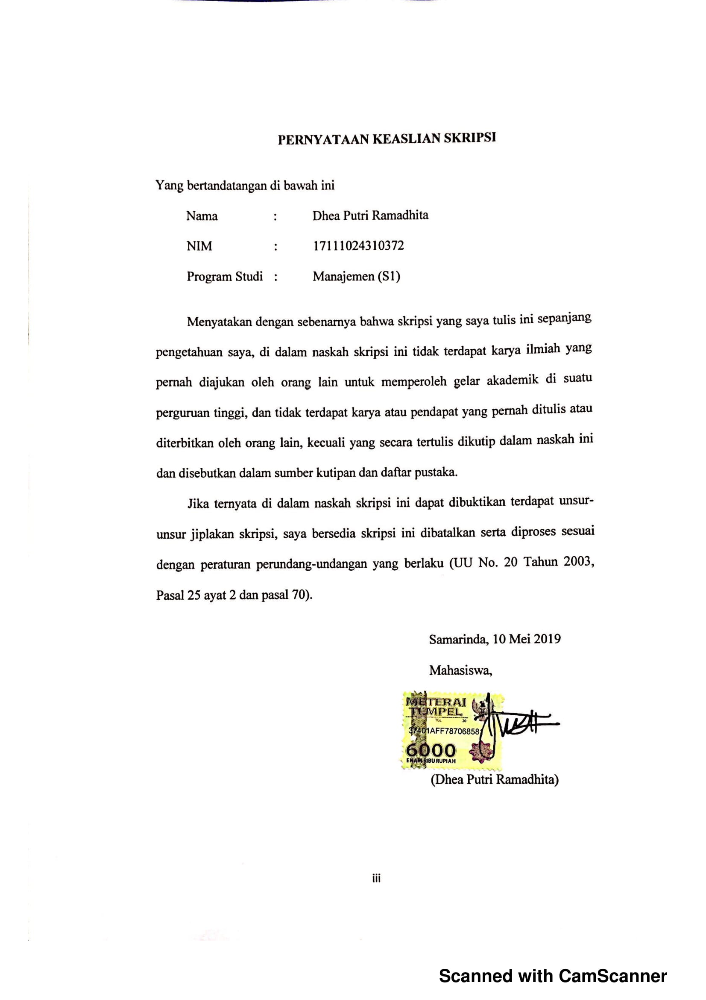 PERNYATAAN KEASLIAN SKRIPSI
Yang bertandatangan di bawah ini
Nama : Dhea Putri Ramadhita
NIM : 17111024310372
Program Studi : Manajemen (S1)
Menyatakan dengan sebenarnya bahwa skripsi yang saya tulis ini sepanjang
pengetahuan saya, di dalam naskah skripsi ini tidak terdapat karya ilmiah yang
pernah diajukan oleh orang lain untuk memperoleh gelar akademik di suatu
perguruan tinggi, dan tidak terdapat karya atau pendapat yang pernah ditulis atau
diterbitkan oleh orang lain, kecuali yang secara tertulis dikutip dalam naskah ini
dan disebutkan dalam sumber kutipan dan daftar pustaka.
Jika ternyata di dalam naskah skripsi ini dapat dibuktikan terdapat unsur-
unsur jiplakan skripsi, saya bersedia skripsi ini dibatalkan serta diproses sesuai
dengan peraturan perundang-undangan yang berlaku (UU No. 20 Tahun 2003,
Pasal 25 ayat 2 dan pasal 70).
Samarinda, 10 Mei 2019
Mahasiswa,
METERAI
TEMPEL
TGL 20
6000
ENAM RIBU RUPIAH
(Dhea Putri Ramadhita)
iii
Scanned with CamScanner